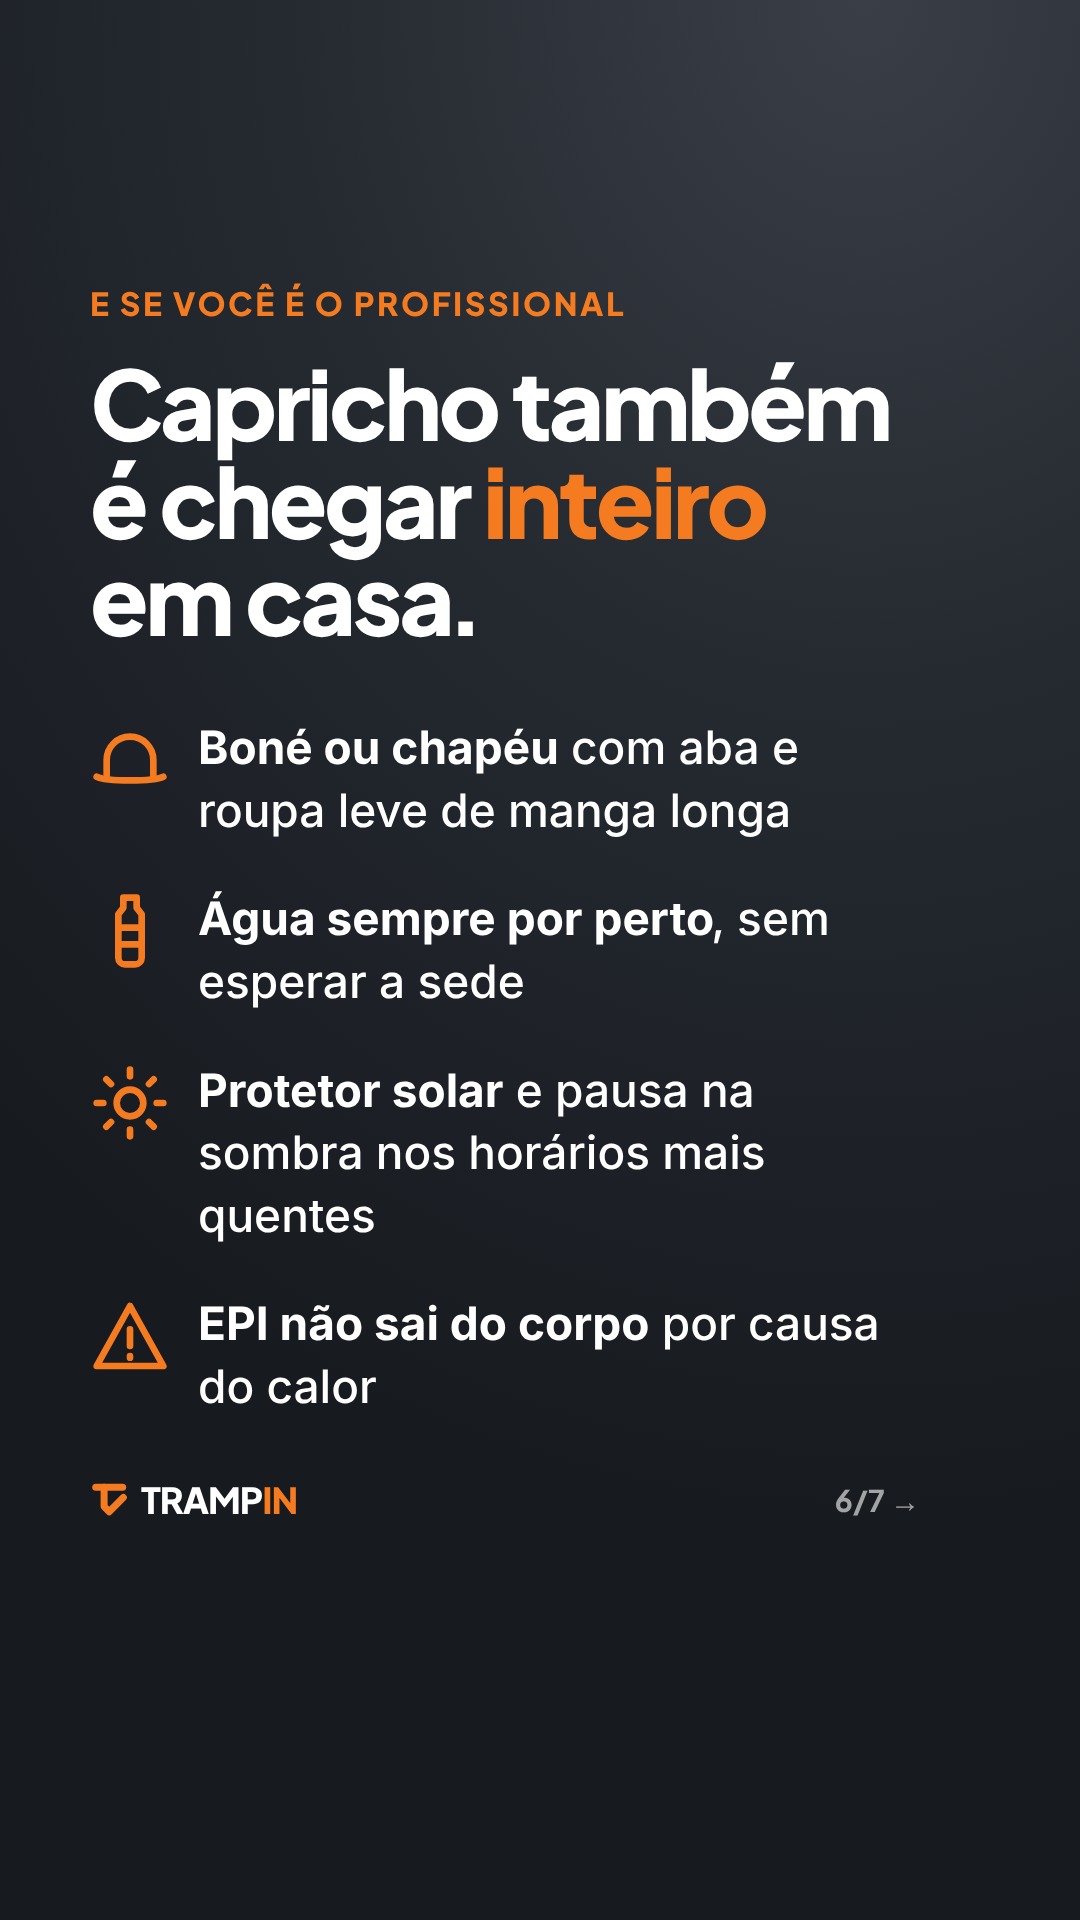 E SE VOCÊ É O PROFISSIONAL
Capricho também
é chegar inteiro
em casa.
Boné ou chapéu com aba e
roupa leve de manga longa
Água sempre por perto, sem
esperar a sede
Protetor solar e pausa na
sombra nos horários mais
quentes
EPI não sai do corpo por causa
do calor
TRAMPIN
6/7 →